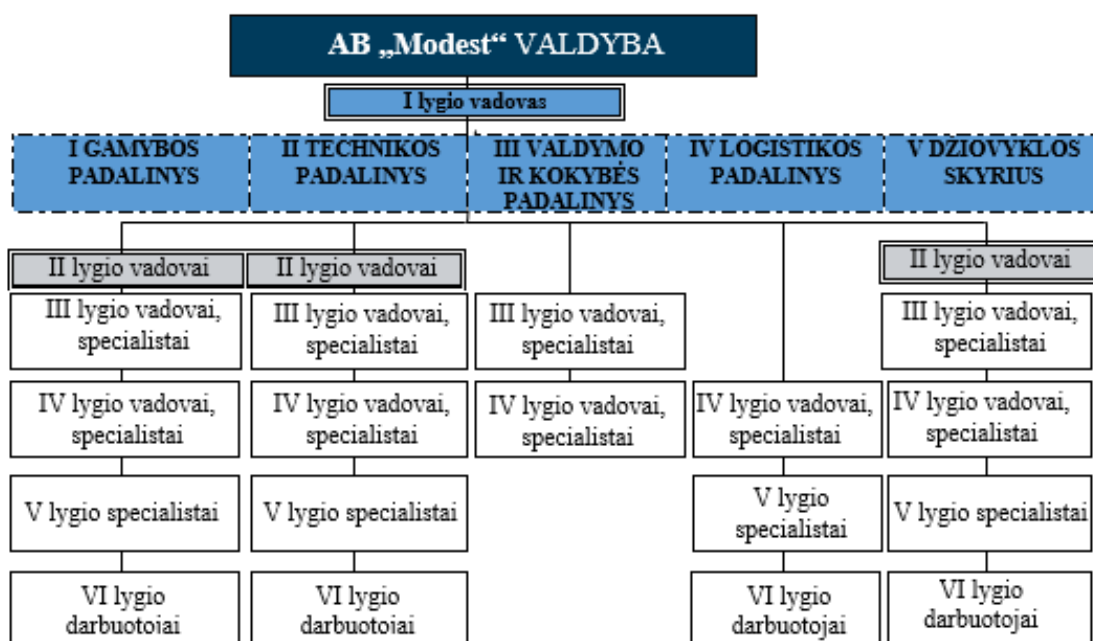 AB „Modest“ VALDYBA
I lygio vadovas
I GAMYBOS
PADALINYS
II TECHNIKOS
PADALINYS
III VALDYMO
IR KOKYBĖS
PADALINYS
IV LOGISTIKOS
PADALINYS
V DŽIOVYKLOS
SKYRIUS
II lygio vadovai
II lygio vadovai
II lygio vadovai
III lygio vadovai,
specialistai
III lygio vadovai,
specialistai
III lygio vadovai,
specialistai
III lygio vadovai,
specialistai
IV lygio vadovai,
specialistai
IV lygio vadovai,
specialistai
IV lygio vadovai,
specialistai
IV lygio vadovai,
specialistai
IV lygio vadovai,
specialistai
V lygio specialistai
V lygio specialistai
V lygio
specialistai
V lygio specialistai
VI lygio
darbuotojai
VI lygio
darbuotojai
VI lygio
darbuotojai
VI lygio
darbuotojai